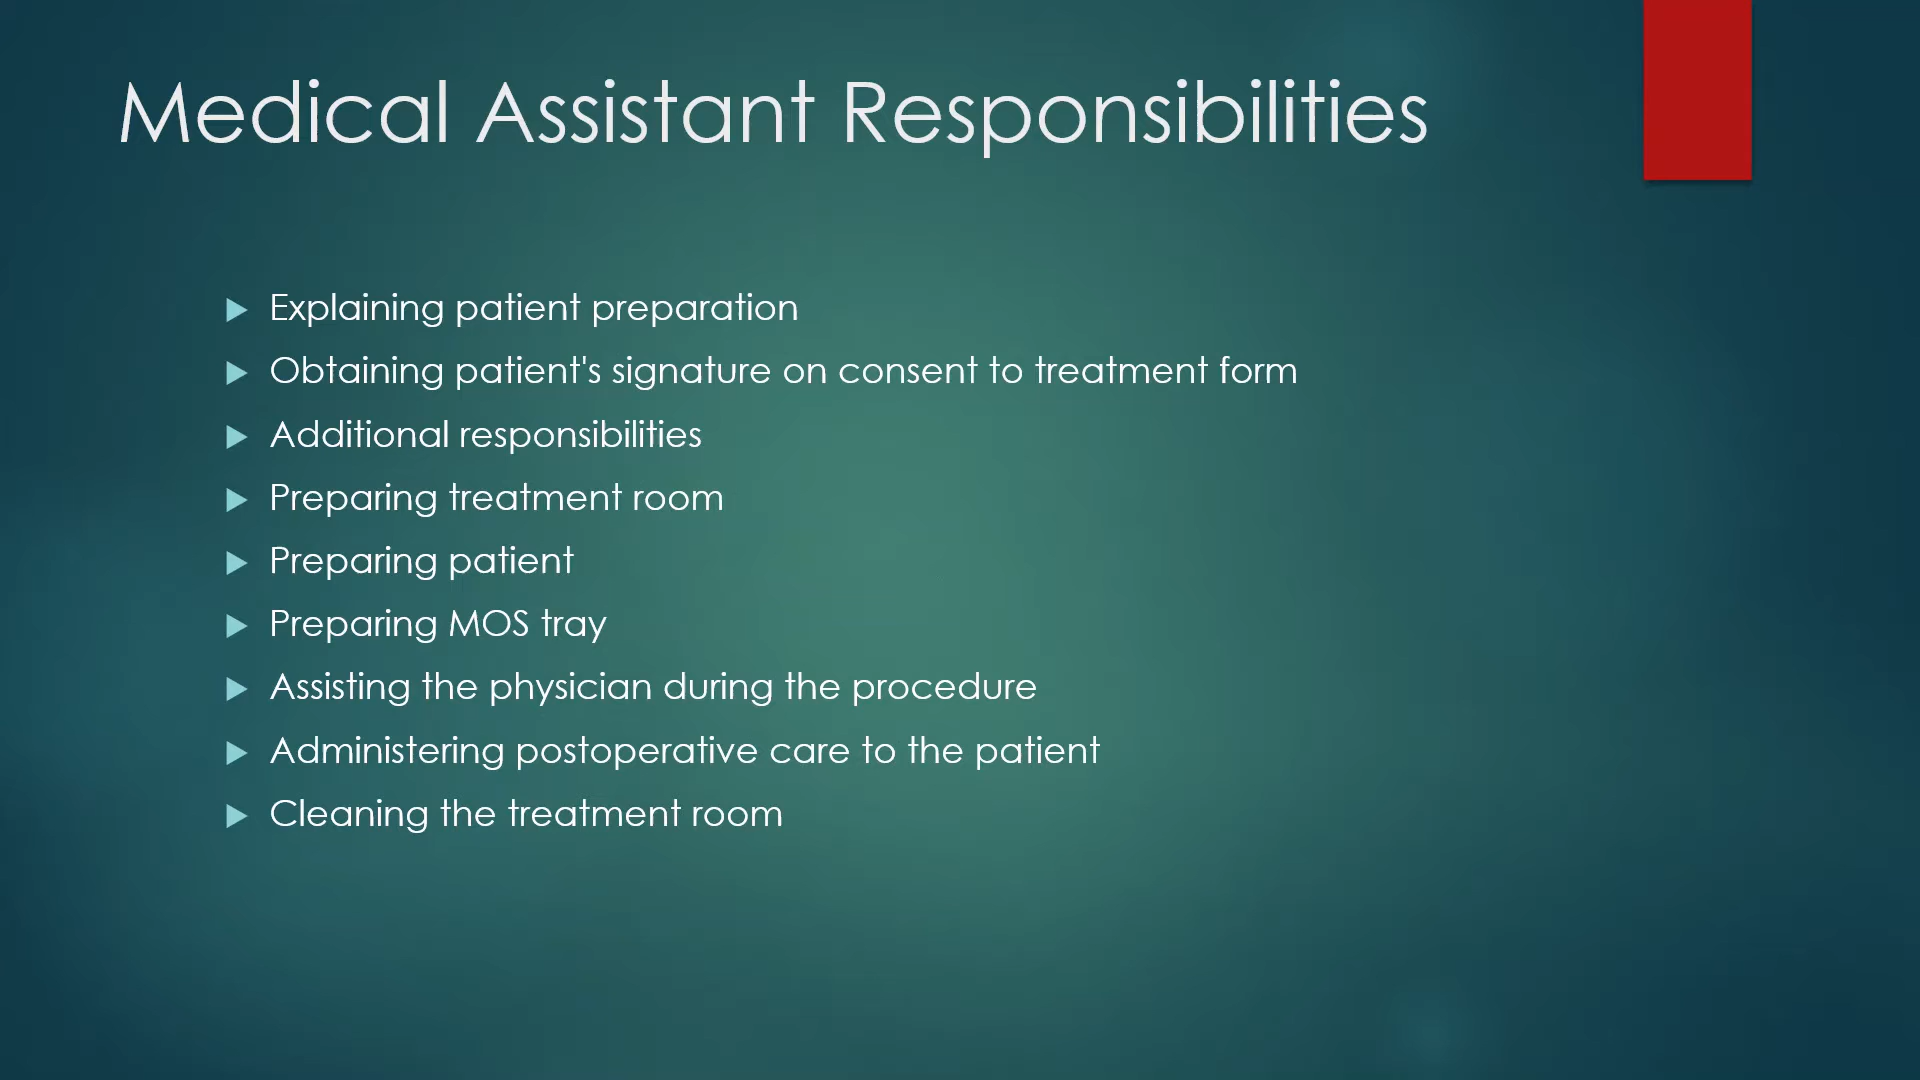 Medical Assistant Responsibilities
Explaining patient preparation
Obtaining patient's signature on consent to treatment form
Additional responsibilities
Preparing treatment room
Preparing patient
Preparing MOS tray
Assisting the physician during the procedure
Administering postoperative care to the patient
Cleaning the treatment room